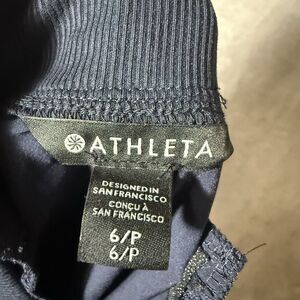 ATHLETA
DESIGNED IN
SAN FRANCISCO
CONÇU À
SAN FRANCISCO
6/P
6/P